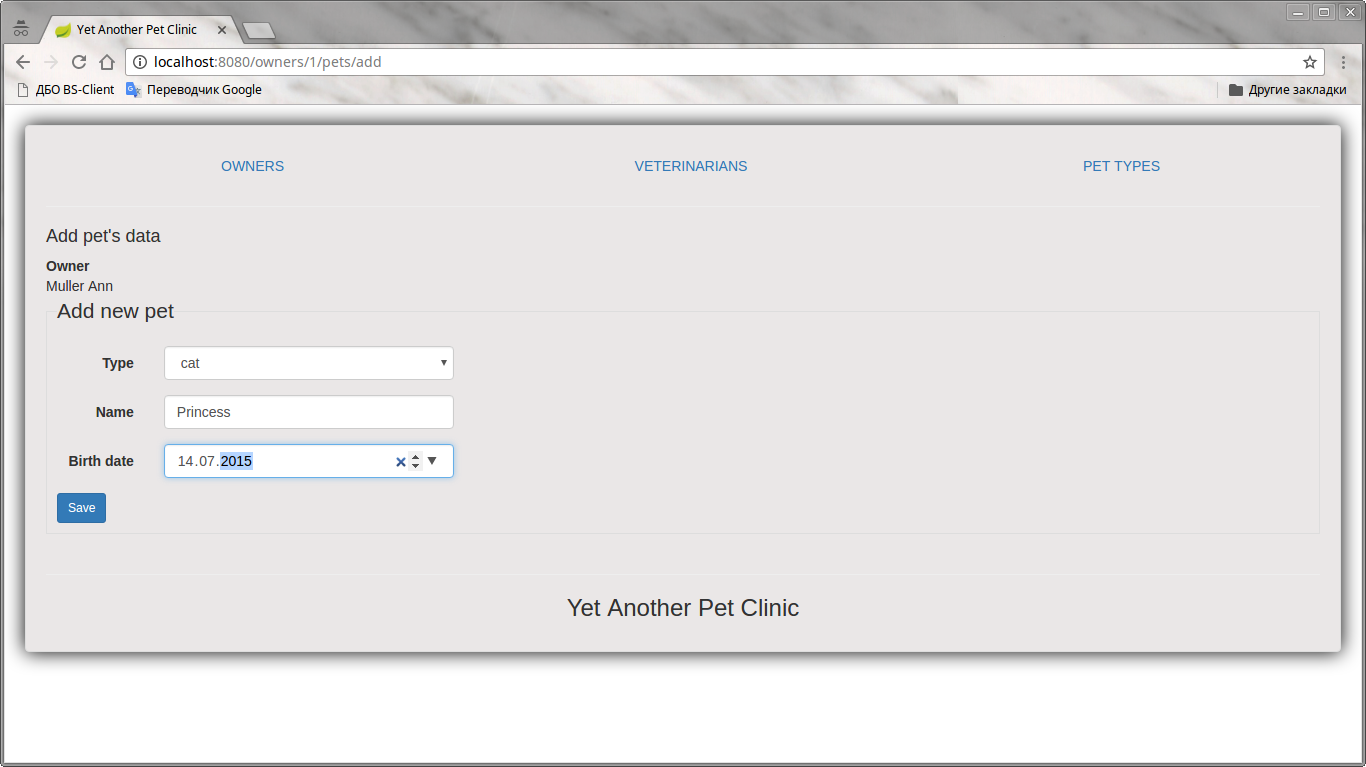 Yet Another Pet Clinic
localhost:8080/owners/1/pets/add
ДБО BS-Client Переводчик Google Другие закладки
OWNERS VETERINARIANS PET TYPES
Add pet's data
Owner
Muller Ann
Add new pet
Type cat
Name Princess
Birth date 14.07.2015
Save
Yet Another Pet Clinic